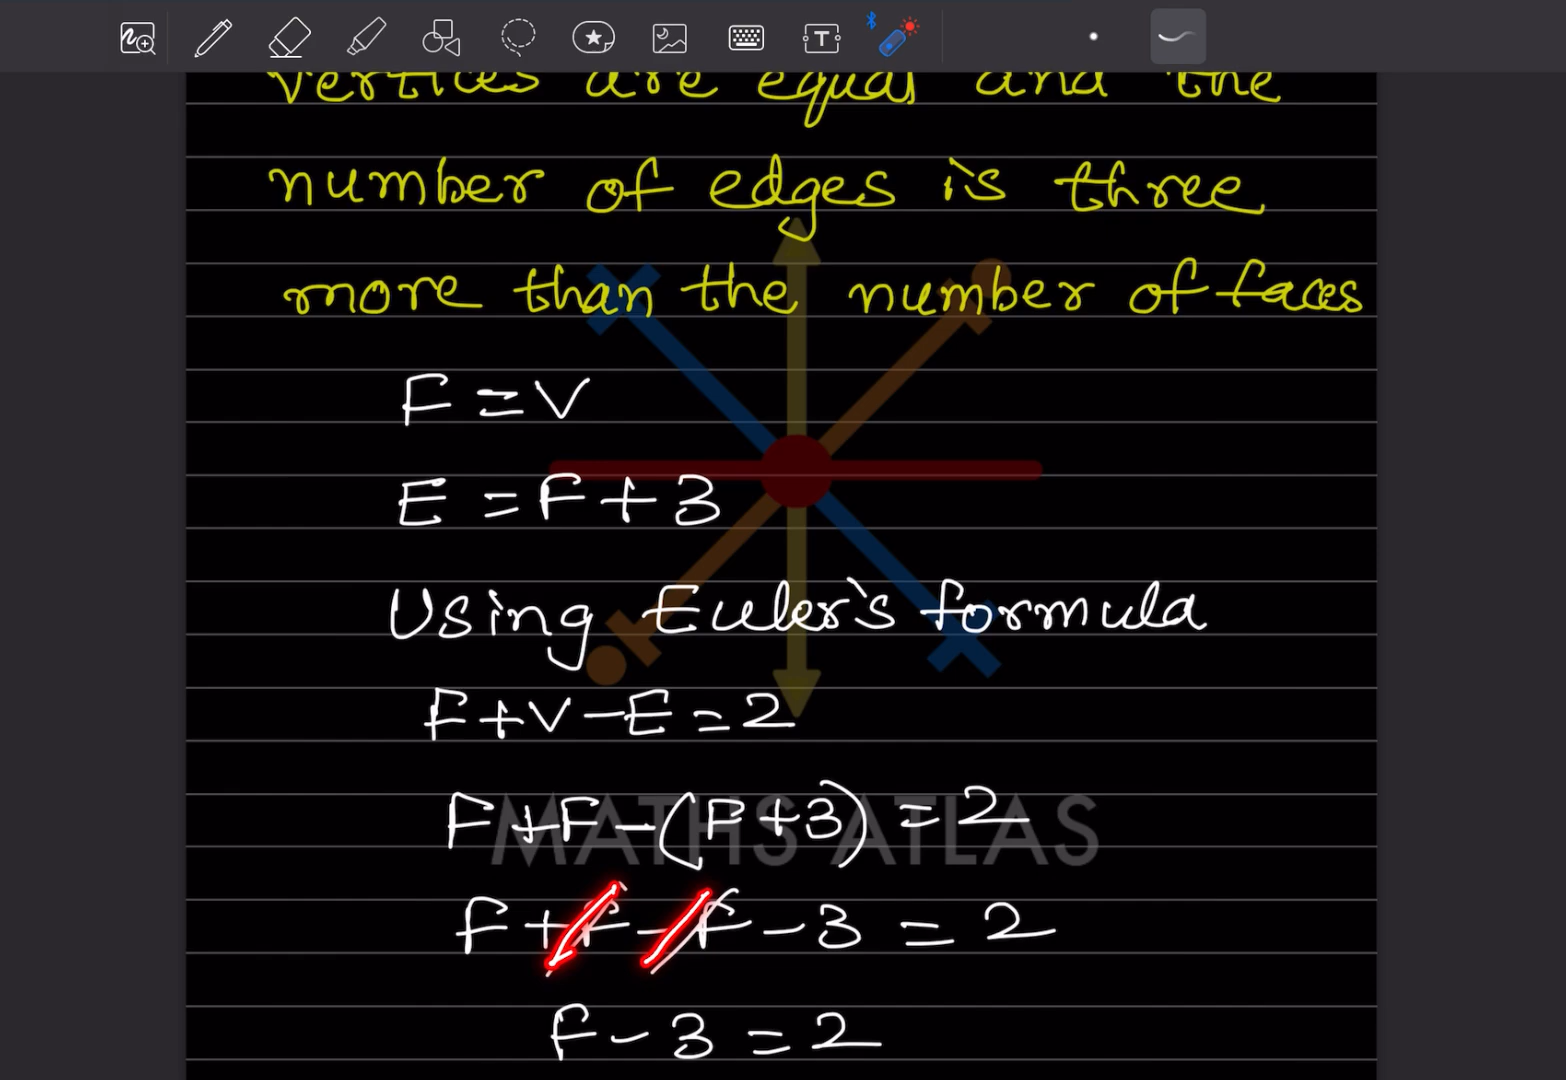 vertices are equal and the
number of edges is three
more than the number of faces
F = V
E = F + 3
Using Euler's formula
F + V - E = 2
F + F - (F + 3) = 2
F + F - F - 3 = 2
F - 3 = 2
MATHS ATLAS